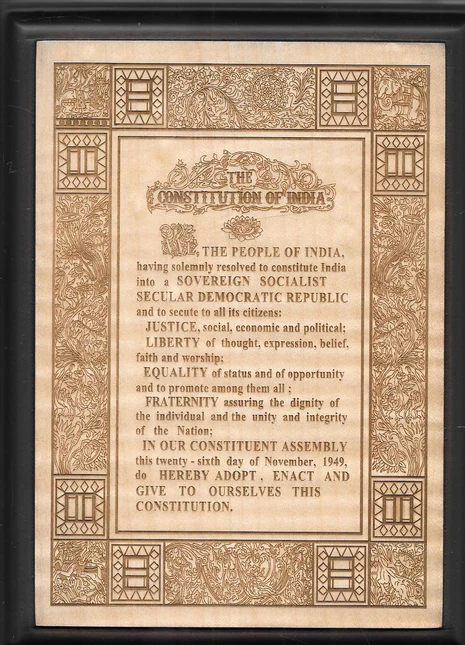 THE
CONSTITUTION OF INDIA
WE, THE PEOPLE OF INDIA,
having solemnly resolved to constitute India
into a SOVEREIGN SOCIALIST
SECULAR DEMOCRATIC REPUBLIC
and to secute to all its citizens:
JUSTICE, social, economic and political;
LIBERTY of thought, expression, belief,
faith and worship;
EQUALITY of status and of opportunity
and to promote among them all ;
FRATERNITY assuring the dignity of
the individual and the unity and integrity
of the Nation;
IN OUR CONSTITUENT ASSEMBLY
this twenty - sixth day of November, 1949,
do HEREBY ADOPT , ENACT AND
GIVE TO OURSELVES THIS
CONSTITUTION.